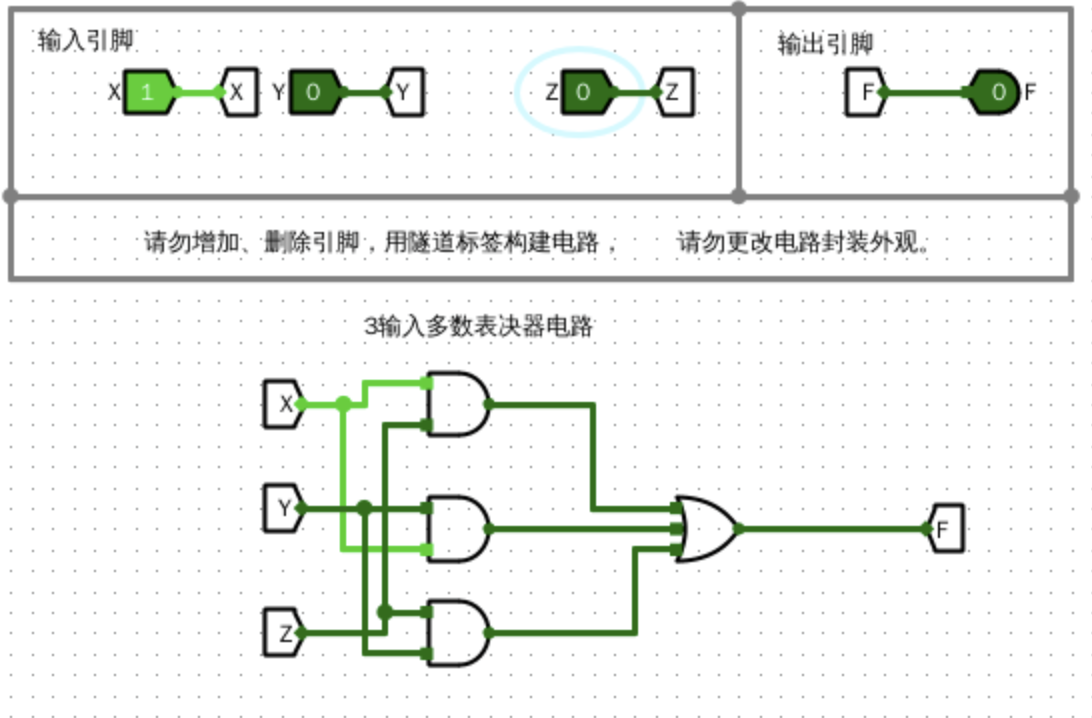 输入引脚
输出引脚
X 1 X Y 0 Y Z 0 Z F 0 F
请勿增加、删除引脚，用隧道标签构建电路， 请勿更改电路封装外观。
3输入多数表决器电路
X
Y
F
Z